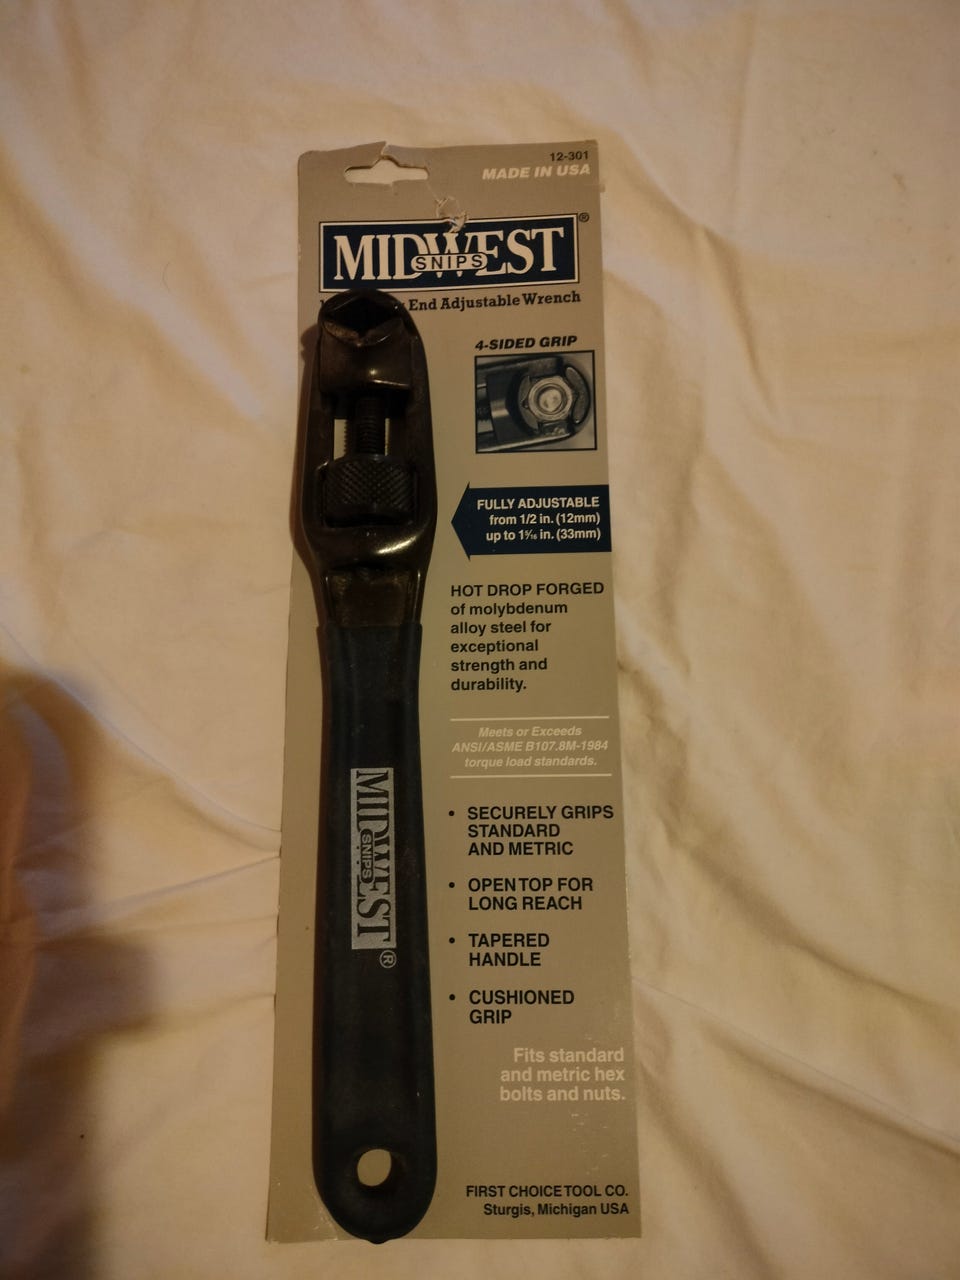 12-301
MADE IN USA
MIDWEST®
SNIPS
End Adjustable Wrench
4-SIDED GRIP
FULLY ADJUSTABLE
from 1/2 in. (12mm)
up to 1 5/16 in. (33mm)
HOT DROP FORGED
of molybdenum
alloy steel for
exceptional
strength and
durability.
Meets or Exceeds
ANSI/ASME B107.8M-1984
torque load standards.
• SECURELY GRIPS
STANDARD
AND METRIC
• OPEN TOP FOR
LONG REACH
• TAPERED
HANDLE
• CUSHIONED
GRIP
Fits standard
and metric hex
bolts and nuts.
FIRST CHOICE TOOL CO.
Sturgis, Michigan USA
MIDWEST®
SNIPS